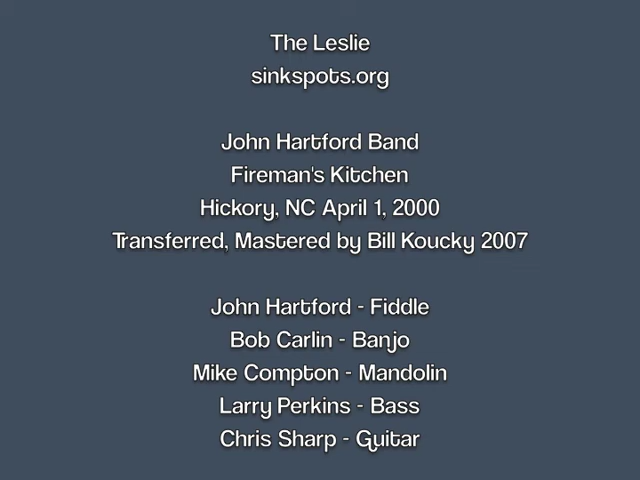 The Leslie
sinkspots.org
John Hartford Band
Fireman's Kitchen
Hickory, NC April 1, 2000
Transferred, Mastered by Bill Koucky 2007
John Hartford - Fiddle
Bob Carlin - Banjo
Mike Compton - Mandolin
Larry Perkins - Bass
Chris Sharp - Guitar